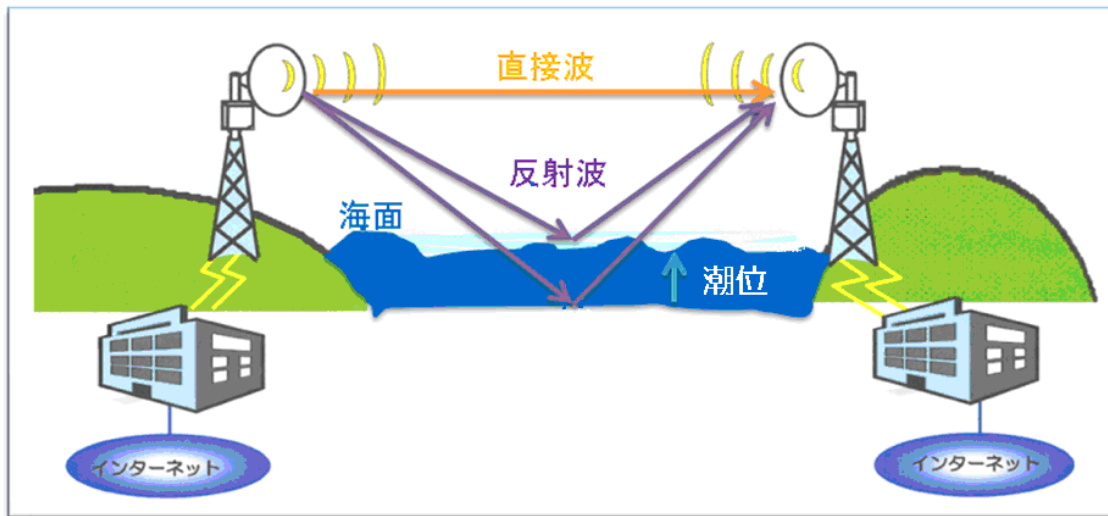 直接波
反射波
海面
潮位
インターネット
インターネット